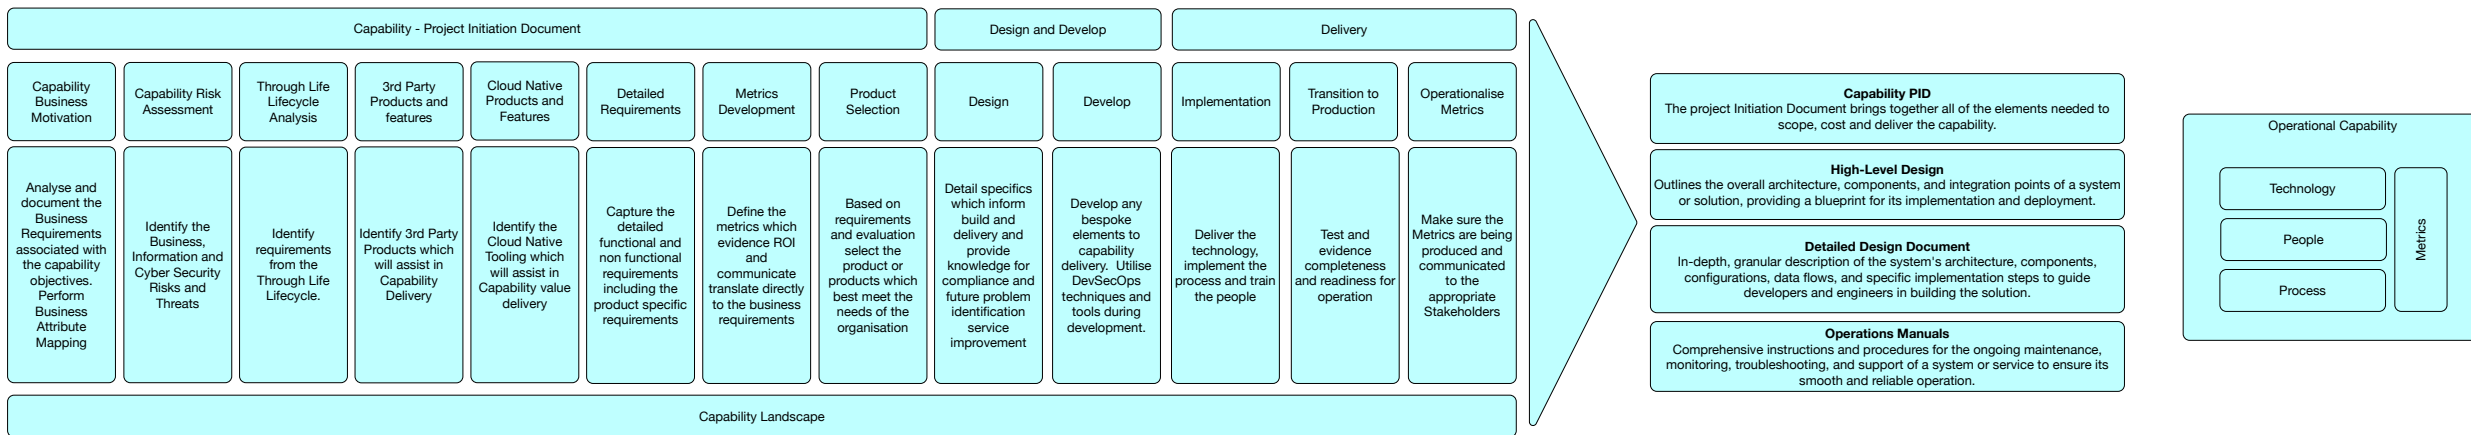 Capability - Project Initiation Document
Design and Develop
Delivery
Capability
Business
Motivation
Capability Risk
Assessment
Through Life
Lifecycle
Analysis
3rd Party
Products and
features
Cloud Native
Products and
Features
Detailed
Requirements
Metrics
Development
Product
Selection
Design
Develop
Implementation
Transition to
Production
Operationalise
Metrics
Analyse and
document the
Business
Requirements
associated with
the capability
objectives.
Perform
Business
Attribute
Mapping
Identify the
Business,
Information and
Cyber Security
Risks and
Threats
Identify
requirements
from the
Through Life
Lifecycle.
Identify 3rd Party
Products which
will assist in
Capability
Delivery
Identify the
Cloud Native
Tooling which
will assist in
Capability value
delivery
Capture the
detailed
functional and
non functional
requirements
including the
product specific
requirements
Define the
metrics which
evidence ROI
and
communicate
translate directly
to the business
requirements
Based on
requirements
and evaluation
select the
product or
products which
best meet the
needs of the
organisation
Detail specifics
which inform
build and
delivery and
provide
knowledge for
compliance and
future problem
identification
service
improvement
Develop any
bespoke
elements to
capability
delivery. Utilise
DevSecOps
techniques and
tools during
development.
Deliver the
technology,
implement the
process and train
the people
Test and
evidence
completeness
and readiness for
operation
Make sure the
Metrics are being
produced and
communicated
to the
appropriate
Stakeholders
Capability Landscape
Capability PID
The project Initiation Document brings together all of the elements needed to
scope, cost and deliver the capability.
High-Level Design
Outlines the overall architecture, components, and integration points of a system
or solution, providing a blueprint for its implementation and deployment.
Detailed Design Document
In-depth, granular description of the system's architecture, components,
configurations, data flows, and specific implementation steps to guide
developers and engineers in building the solution.
Operations Manuals
Comprehensive instructions and procedures for the ongoing maintenance,
monitoring, troubleshooting, and support of a system or service to ensure its
smooth and reliable operation.
Operational Capability
Technology
People
Process
Metrics